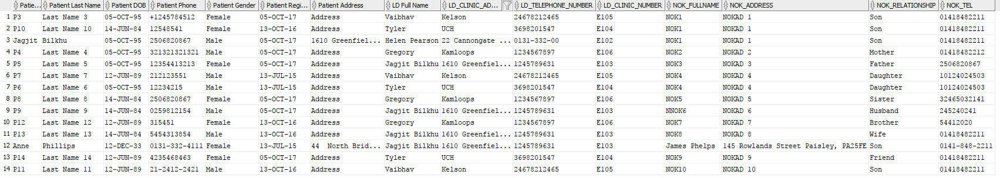 Patie... Patient Last Name Patient DOB Patient Phone Patient Gender Patient Regi... Patient Address LD Full Name LD_CLINIC_AD... LD_TELEPHONE_NUMBER LD_CLINIC_NUMBER NOK_FULLNAME NOK_ADDRESS NOK_RELATIONSHIP NOK_TEL
1 P3 Last Name 3 05-OCT-95 +1245784512 Female 05-OCT-17 Address Vaibhav Kelson 24678212465 E105 NOK1 NOKAD 1 Son 01418482211
2 P10 Last Name 10 14-JUN-84 12548541 Female 13-OCT-16 Address Tyler UCH 3698201547 E104 NOK1 NOKAD 1 Son 01418482211
3 Jagjit Bilkhu 05-OCT-95 2506820867 Male 05-OCT-17 1610 Greenfiel... Helen Pearson 22 Cannongate ... 0131-332-00 E102 NOK1 NOKAD 1 Son 01418482211
4 P4 Last Name 4 05-OCT-95 321321321321 Male 05-OCT-17 Address Gregory Kamloops 1234567897 E106 NOK2 NOKAD 2 Mother 01418482212
5 P5 Last Name 5 05-OCT-95 12354413213 Female 05-OCT-17 Address Jagjit Bilkhu 1610 Greenfiel... 1245789631 E103 NOK3 NOKAD 3 Father 2506820867
6 P7 Last Name 7 12-JUN-89 212123551 Male 13-JUL-15 Address Vaibhav Kelson 24678212465 E105 NOK4 NOKAD 4 Daughter 10124024503
7 P6 Last Name 6 05-OCT-95 12234215 Male 13-JUL-15 Address Tyler UCH 3698201547 E104 NOK4 NOKAD 4 Daughter 10124024503
8 P8 Last Name 8 14-JUN-84 2506820867 Female 05-OCT-17 Address Gregory Kamloops 1234567897 E106 NOK5 NOKAD 5 Sister 32465032141
9 P9 Last Name 9 14-JUN-84 0259812154 Male 05-OCT-17 Address Jagjit Bilkhu 1610 Greenfiel... 1245789631 E103 NNOK6 NOKAD 6 Husband 245240241
10 P12 Last Name 12 12-JUN-89 315451 Female 13-OCT-16 Address Gregory Kamloops 1234567897 E106 NOK7 NOKAD 7 Brother 54412020
11 P13 Last Name 13 14-JUN-84 5454313854 Male 13-OCT-16 Address Jagjit Bilkhu 1610 Greenfiel... 1245789631 E103 NOK8 NOKAD 8 Wife 01418482211
12 Anne Phillips 12-DEC-33 0131-332-4111 Female 13-JUL-15 44 North Brid... Jagjit Bilkhu 1610 Greenfiel... 1245789631 E103 James Phelps 145 Rowlands Street Paisley, PA25FE Son 0141-848-2211
13 P14 Last Name 14 12-JUN-89 4235468463 Female 05-OCT-17 Address Tyler UCH 3698201547 E104 NOK9 NOKAD 9 Friend 01418482211
14 P11 Last Name 11 12-JUN-89 21-2412-2421 Male 13-OCT-16 Address Vaibhav Kelson 24678212465 E105 NOK10 NOKAD 10 Son 01418482211